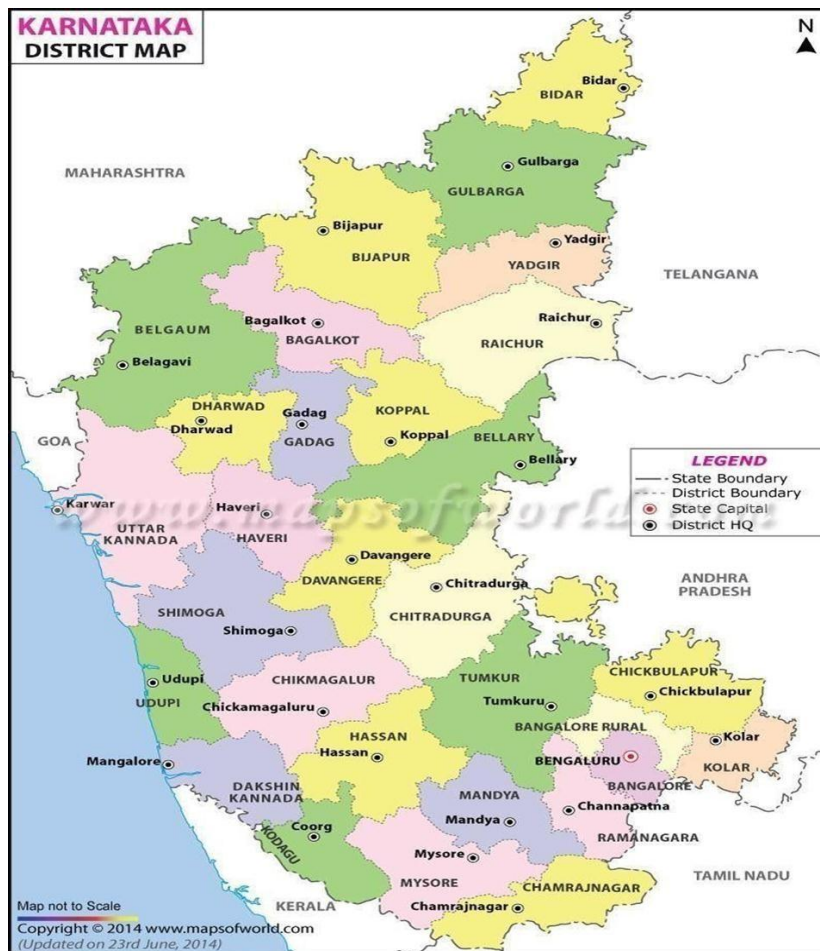 KARNATAKA
DISTRICT MAP
N
Bidar
BIDAR
Gulbarga
GULBARGA
MAHARASHTRA
Bijapur
BIJAPUR
Yadgir
YADGIR
TELANGANA
Bagalkot
BAGALKOT
Raichur
RAICHUR
BELGAUM
Belagavi
DHARWAD
Dharwad
Gadag
GADAG
KOPPAL
Koppal
BELLARY
Bellary
GOA
LEGEND
State Boundary
District Boundary
State Capital
District HQ
Karwar
www.mapsofworld.com
UTTAR
KANNADA
Haveri
HAVERI
Davangere
DAVANGERE
Chitradurga
CHITRADURGA
ANDHRA
PRADESH
SHIMOGA
Shimoga
Udupi
UDUPI
CHIKMAGALUR
Chickamagaluru
TUMKUR
Tumkuru
CHICKBULAPUR
Chickbulapur
HASSAN
Hassan
BANGALORE RURAL
BENGALURU
BANGALORE
Kolar
KOLAR
Mangalore
DAKSHIN
KANNADA
MANDYA
Mandya
Channapatna
RAMANAGARA
Coorg
KODAGU
Mysore
MYSORE
CHAMRAJNAGAR
Chamrajnagar
TAMIL NADU
KERALA
Map not to Scale
Copyright © 2014 www.mapsofworld.com
(Updated on 23rd June, 2014)